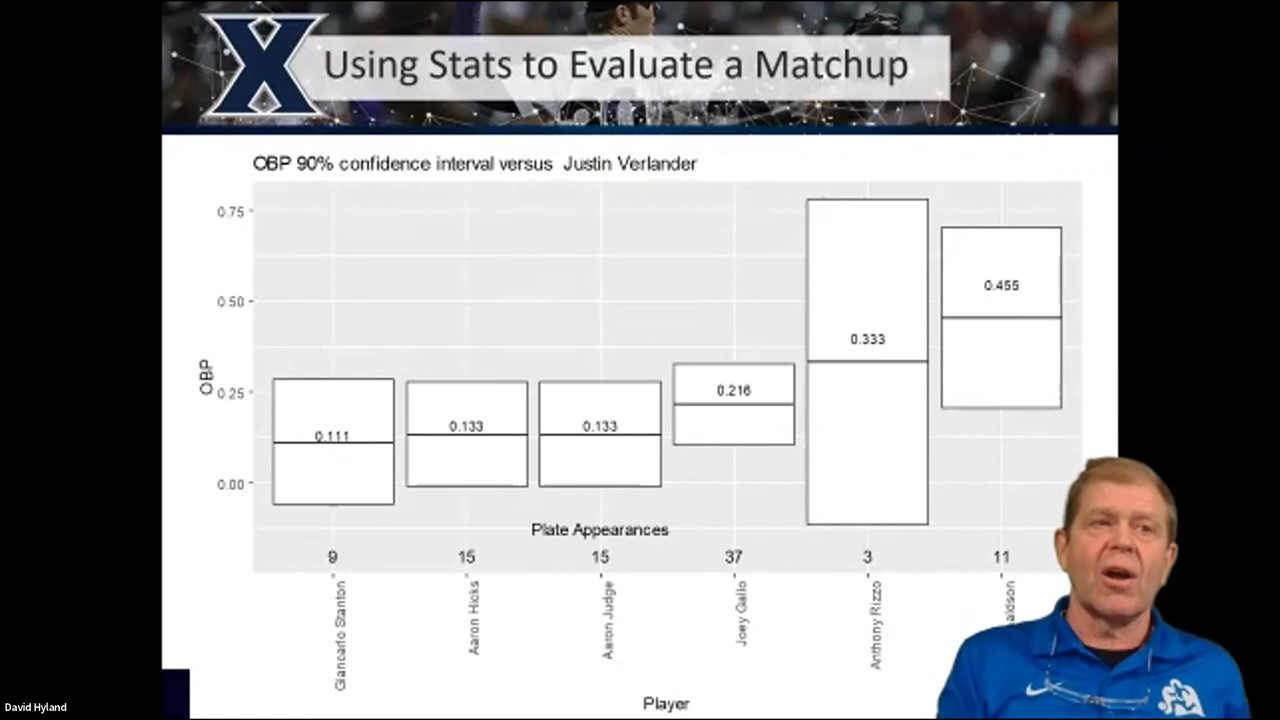 X
Using Stats to Evaluate a Matchup
OBP 90% confidence interval versus Justin Verlander
0.75
0.50
0.25
0.00
OBP
0.111
0.133
0.133
0.216
0.333
0.455
Plate Appearances
9
15
15
37
3
11
Giancarlo Stanton
Aaron Hicks
Aaron Judge
Joey Gallo
Anthony Rizzo
aldson
Player
David Hyland